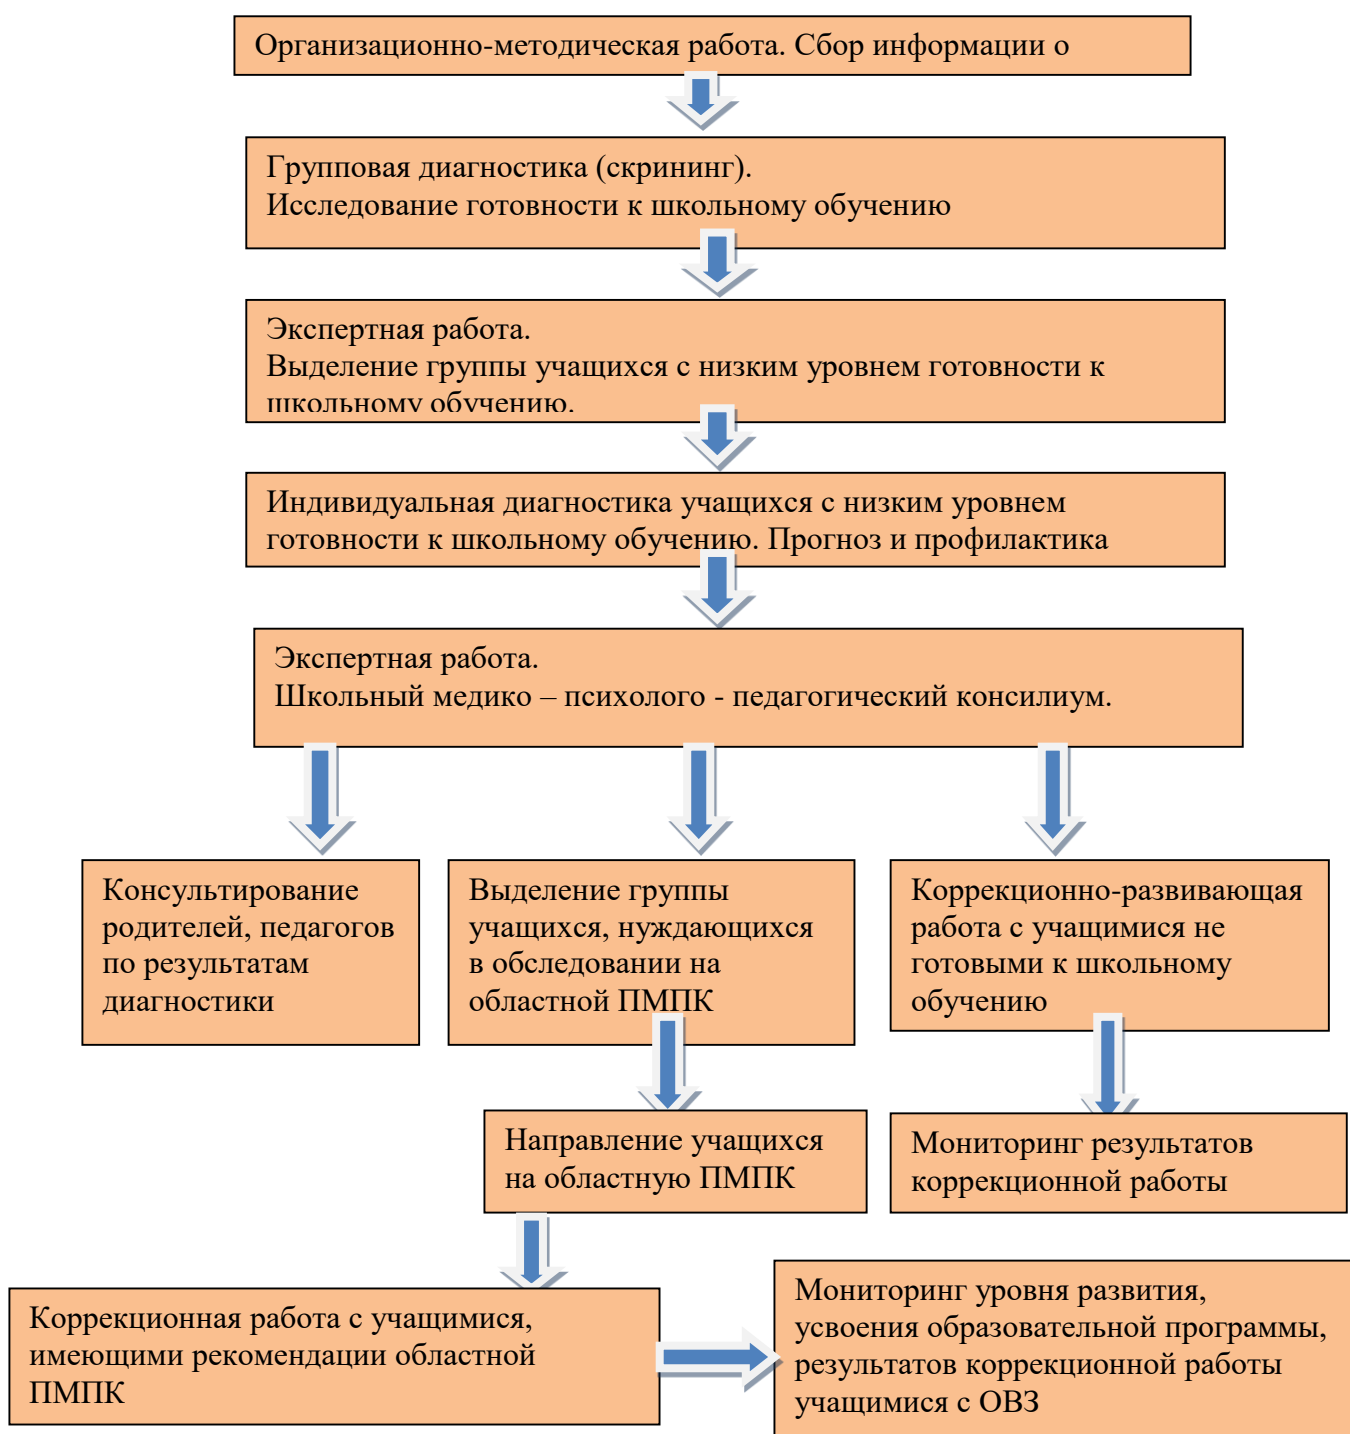 Организационно-методическая работа. Сбор информации о
Групповая диагностика (скрининг).
Исследование готовности к школьному обучению
Экспертная работа.
Выделение группы учащихся с низким уровнем готовности к
школьному обучению.
Индивидуальная диагностика учащихся с низким уровнем
готовности к школьному обучению. Прогноз и профилактика
Экспертная работа.
Школьный медико – психолого - педагогический консилиум.
Консультирование
родителей, педагогов
по результатам
диагностики
Выделение группы
учащихся, нуждающихся
в обследовании на
областной ПМПК
Коррекционно-развивающая
работа с учащимися не
готовыми к школьному
обучению
Направление учащихся
на областную ПМПК
Мониторинг результатов
коррекционной работы
Коррекционная работа с учащимися,
имеющими рекомендации областной
ПМПК
Мониторинг уровня развития,
усвоения образовательной программы,
результатов коррекционной работы
учащимися с ОВЗ